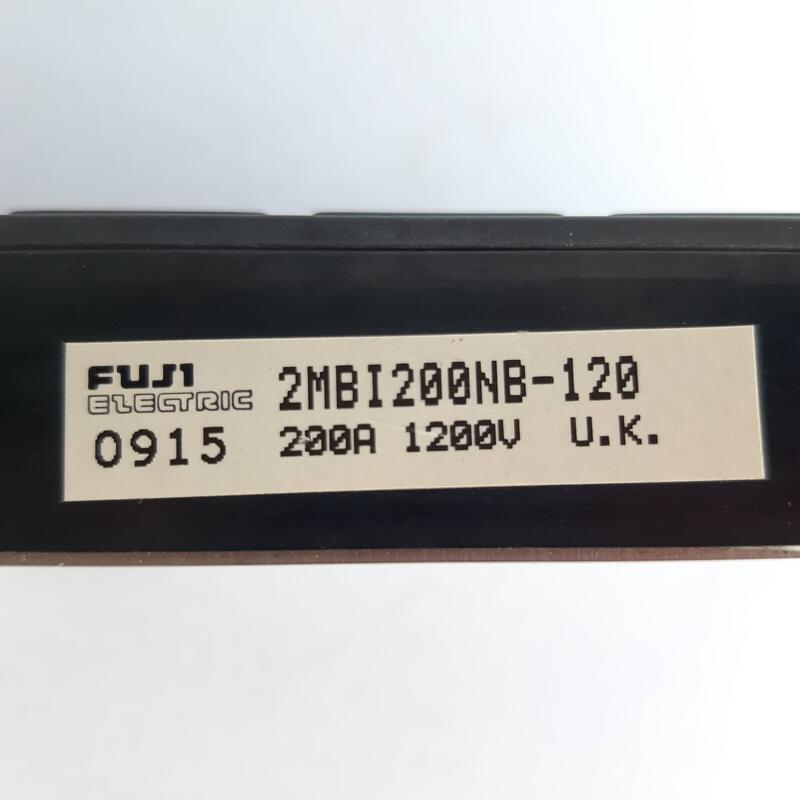 FUJI ELECTRIC
2MBI200NB-120
0915 200A 1200V U.K.